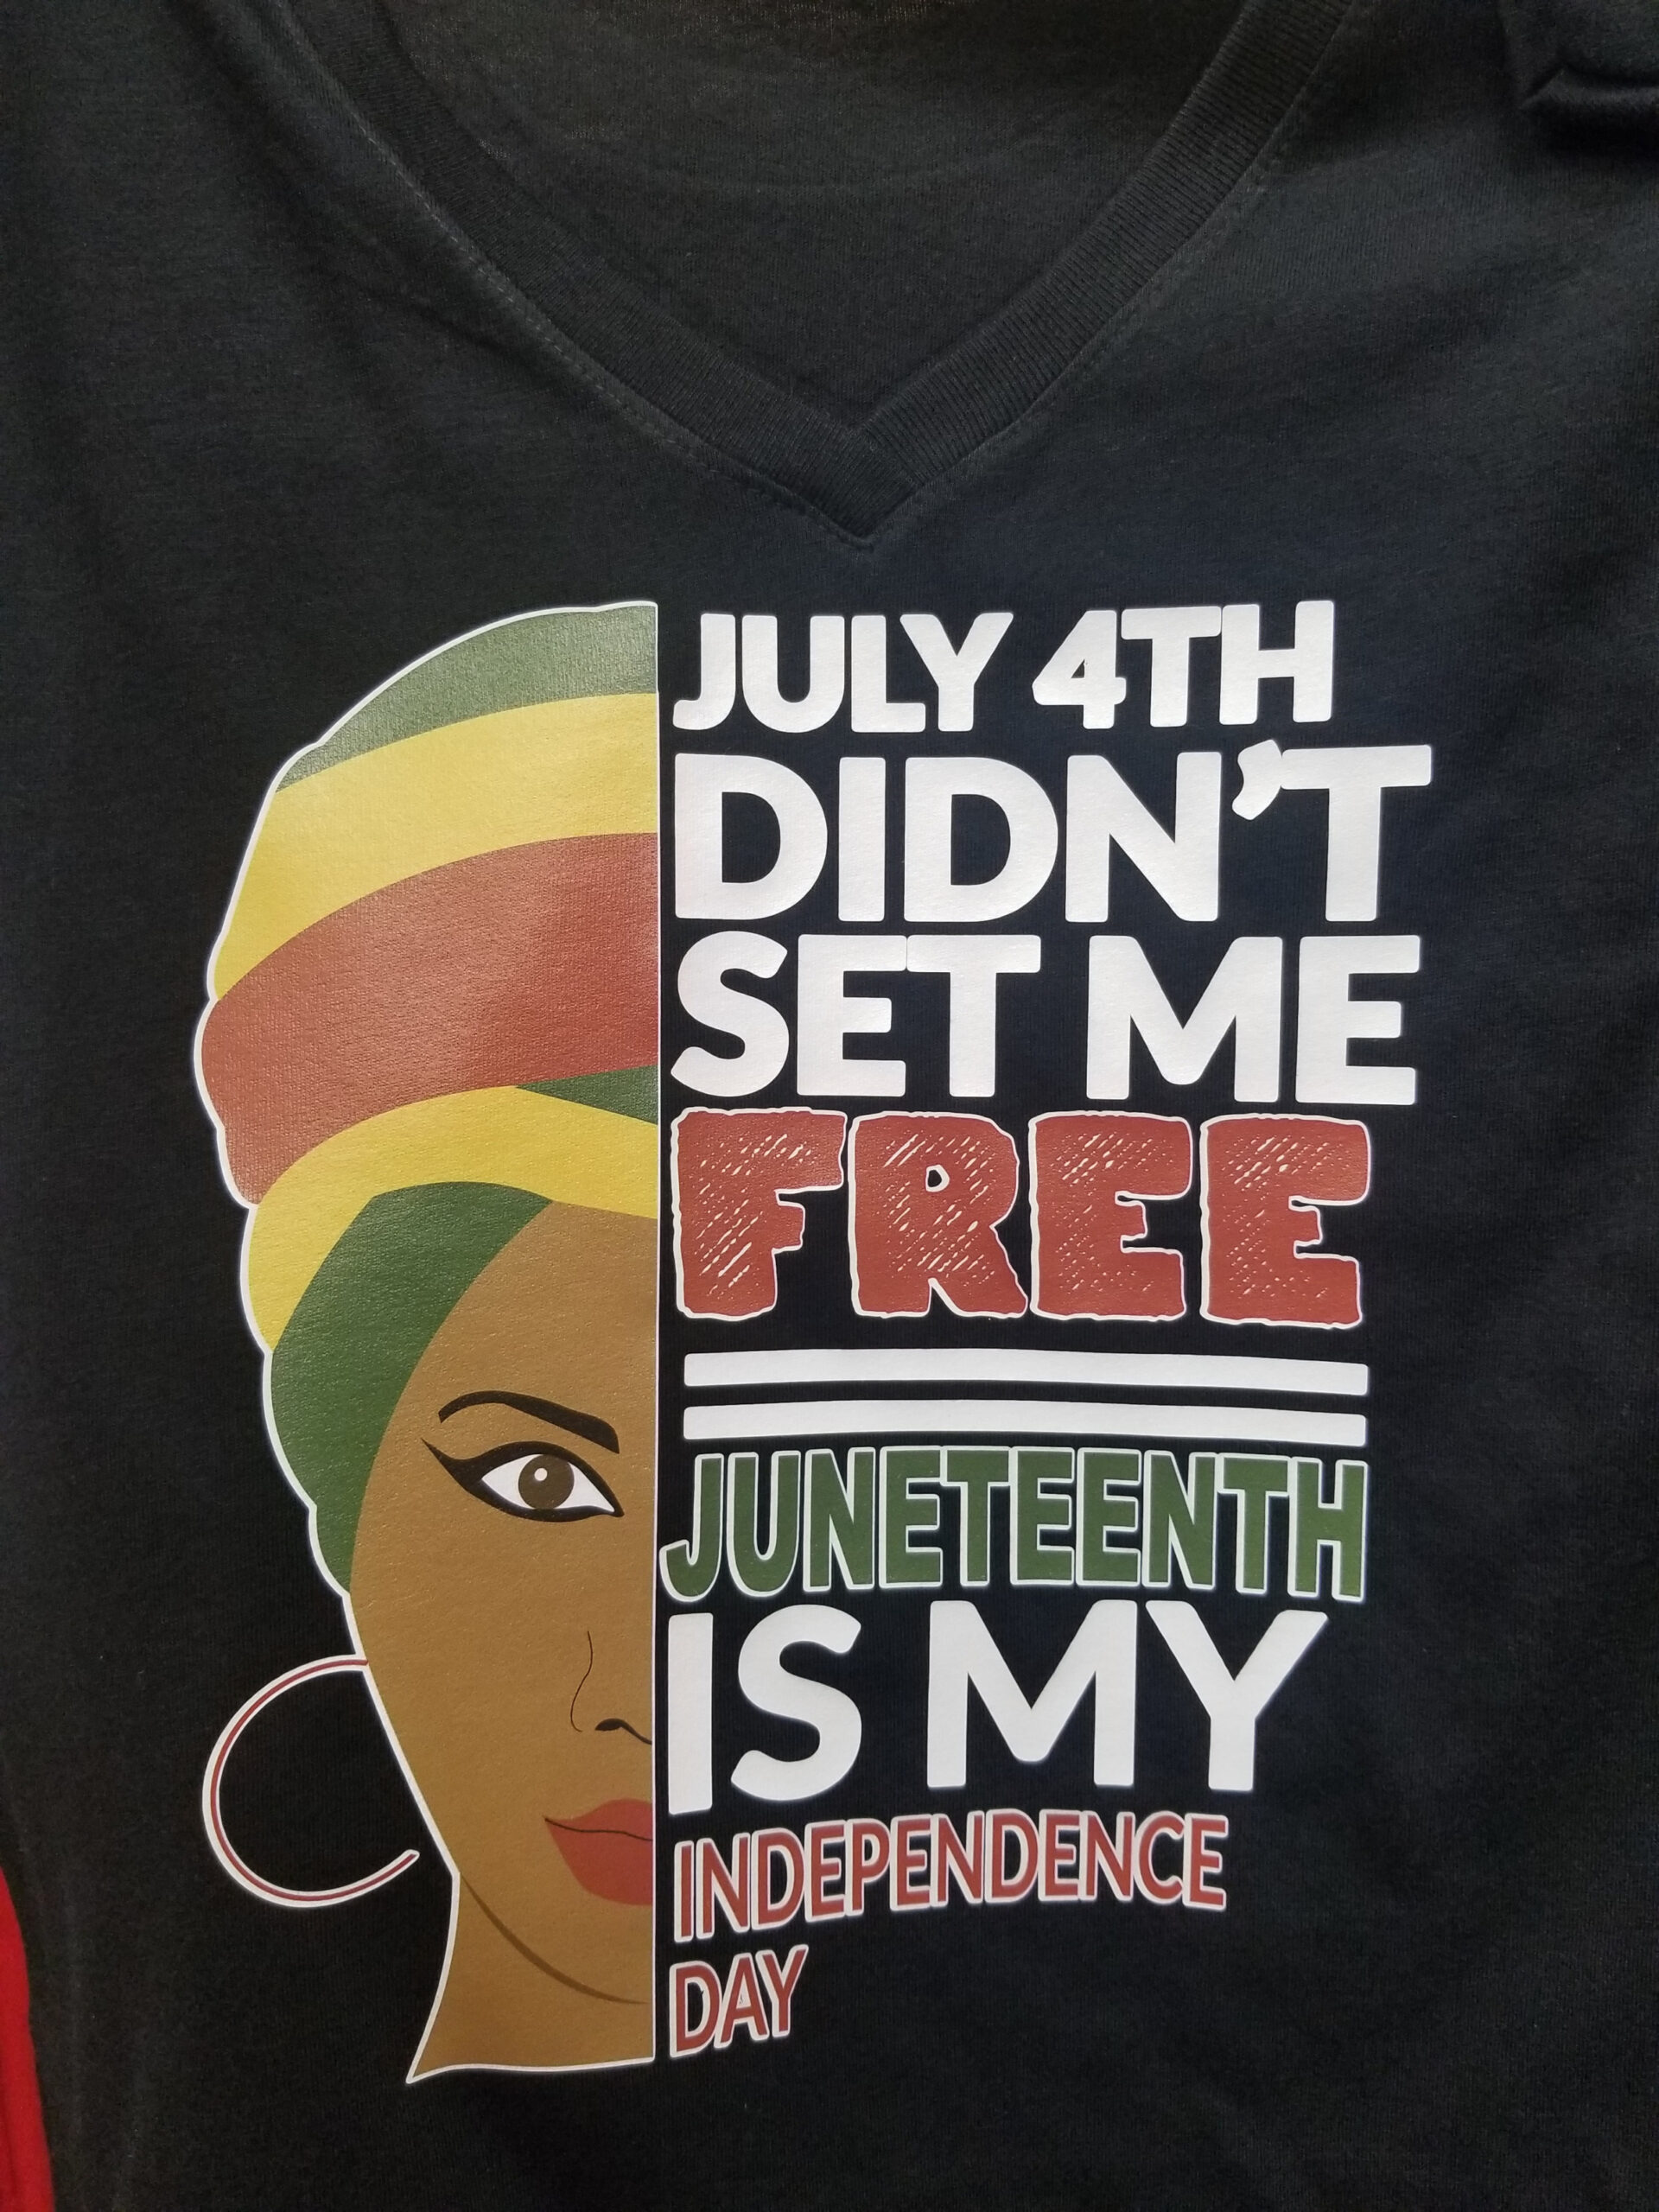 JULY 4TH
DIDN'T
SET ME
FREE
JUNETEENTH
IS MY
INDEPENDENCE
DAY